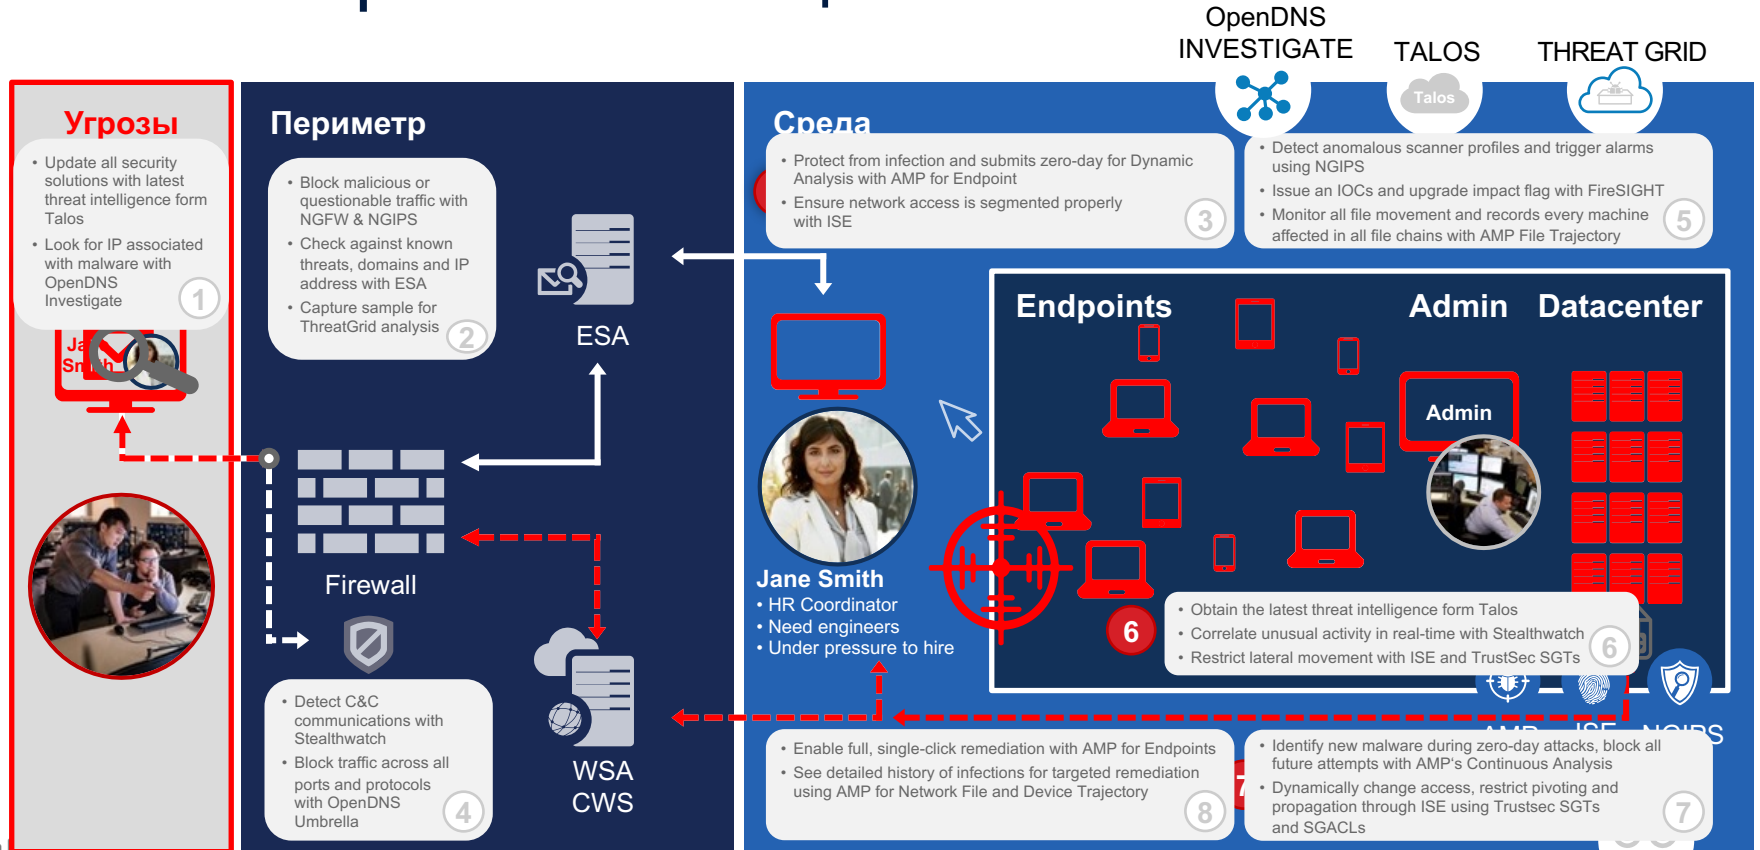 OpenDNS
INVESTIGATE
TALOS
THREAT GRID
Talos
Угрозы
• Update all security
solutions with latest
threat intelligence form
Talos
• Look for IP associated
with malware with
OpenDNS
Investigate
1
Периметр
• Block malicious or
questionable traffic with
NGFW & NGIPS
• Check against known
threats, domains and IP
address with ESA
• Capture sample for
ThreatGrid analysis
2
ESA
Firewall
• Detect C&C
communications with
Stealthwatch
• Block traffic across all
ports and protocols
with OpenDNS
Umbrella
4
WSA
CWS
Среда
• Protect from infection and submits zero-day for Dynamic
Analysis with AMP for Endpoint
• Ensure network access is segmented properly
with ISE
3
• Detect anomalous scanner profiles and trigger alarms
using NGIPS
• Issue an IOCs and upgrade impact flag with FireSIGHT
• Monitor all file movement and records every machine
affected in all file chains with AMP File Trajectory
5
Endpoints
Admin
Datacenter
Admin
Jane Smith
• HR Coordinator
• Need engineers
• Under pressure to hire
6
• Obtain the latest threat intelligence form Talos
• Correlate unusual activity in real-time with Stealthwatch
• Restrict lateral movement with ISE and TrustSec SGTs
6
AMP
ISE
NGIPS
• Enable full, single-click remediation with AMP for Endpoints
• See detailed history of infections for targeted remediation
using AMP for Network File and Device Trajectory
8
7
• Identify new malware during zero-day attacks, block all
future attempts with AMP's Continuous Analysis
• Dynamically change access, restrict pivoting and
propagation through ISE using Trustsec SGTs
and SGACLs
7